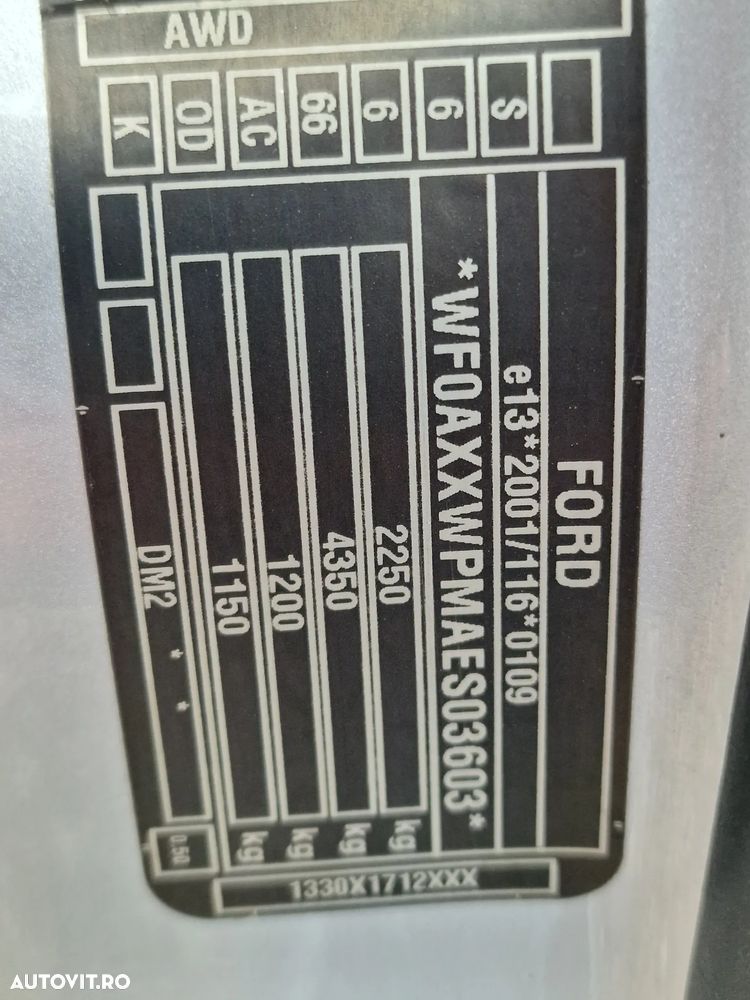 FORD
e13*2001/116*0109
*WF0AXXWPMAES03603*
2250 kg
4350 kg
1200 kg
1150 kg
DM2 * *
0.50
1330X1712XXX
S
6
6
66
AC
OD
K
AWD
AUTOVIT.RO